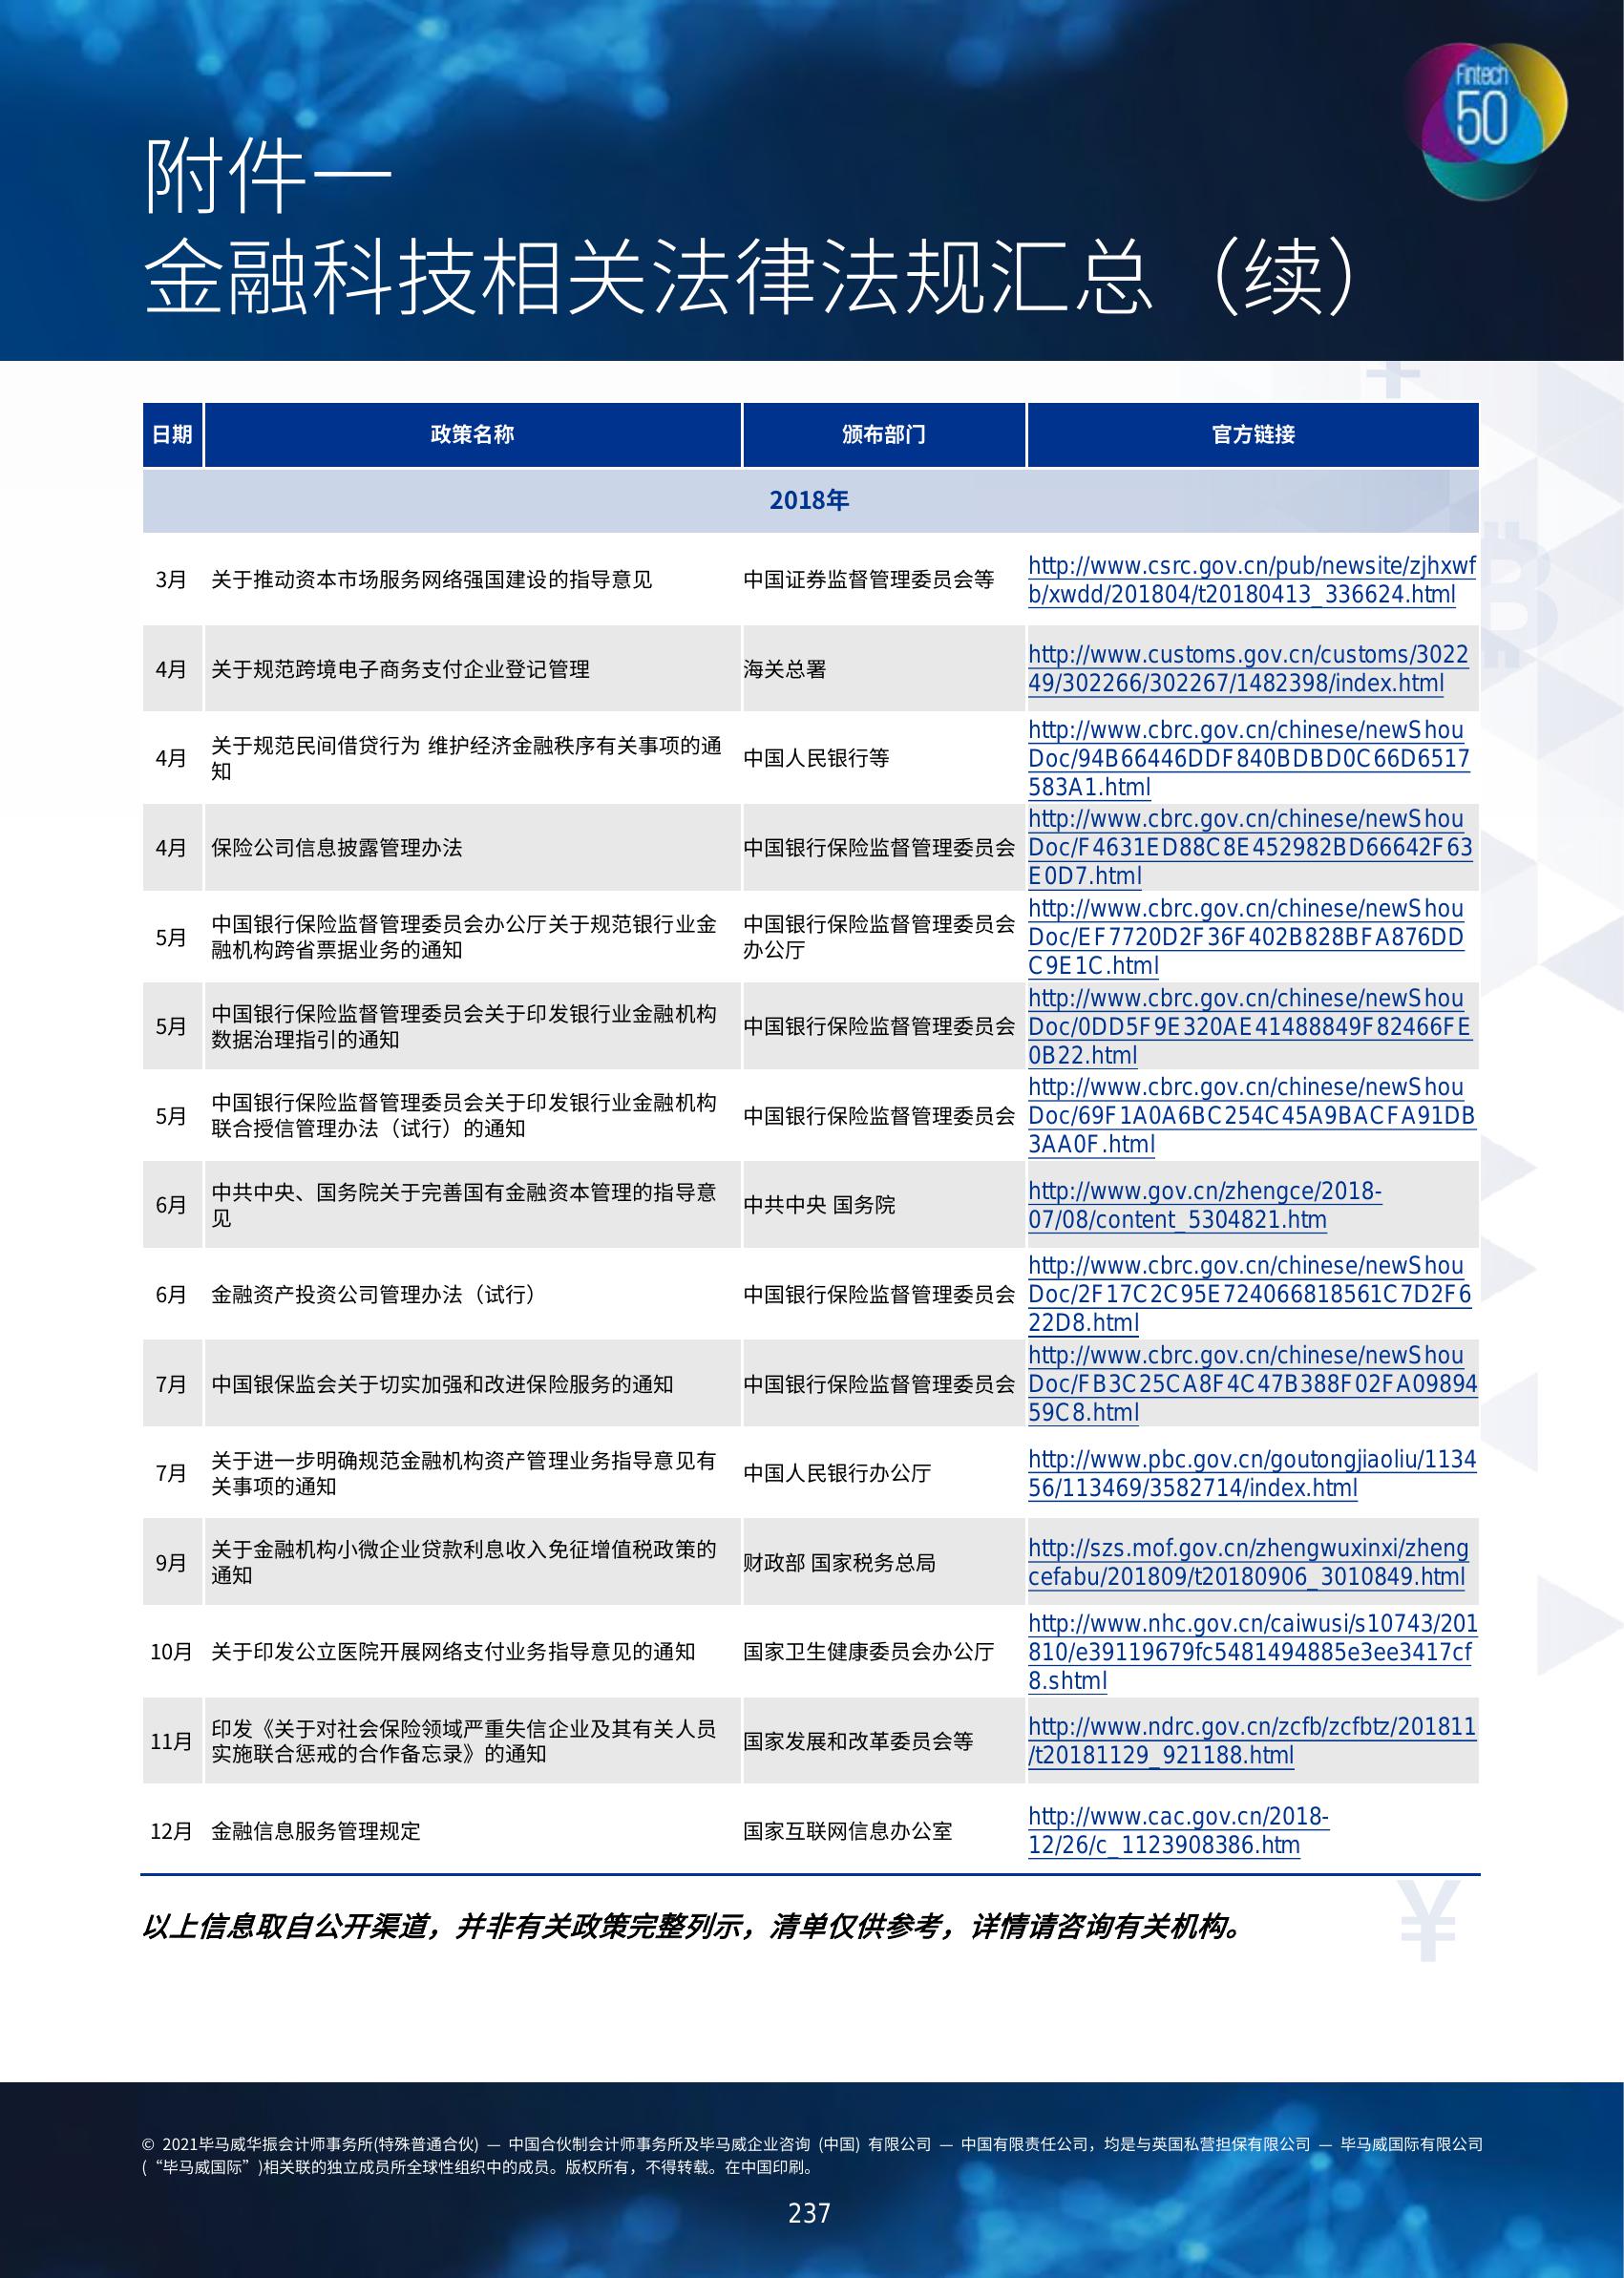 Fintech
50
附件一
金融科技相关法律法规汇总（续）
日期 政策名称 颁布部门 官方链接
2018年
3月 关于推动资本市场服务网络强国建设的指导意见 中国证券监督管理委员会等 http://www.csrc.gov.cn/pub/newsite/zjhxwf
b/xwdd/201804/t20180413_336624.html
4月 关于规范跨境电子商务支付企业登记管理 海关总署 http://www.customs.gov.cn/customs/3022
49/302266/302267/1482398/index.html
4月 关于规范民间借贷行为 维护经济金融秩序有关事项的通
知 中国人民银行等 http://www.cbrc.gov.cn/chinese/newShou
Doc/94B66446DDF840BDBD0C66D6517
583A1.html
4月 保险公司信息披露管理办法 中国银行保险监督管理委员会 http://www.cbrc.gov.cn/chinese/newShou
Doc/F4631ED88C8E452982BD66642F63
E0D7.html
5月 中国银行保险监督管理委员会办公厅关于规范银行业金
融机构跨省票据业务的通知 中国银行保险监督管理委员会
办公厅 http://www.cbrc.gov.cn/chinese/newShou
Doc/EF7720D2F36F402B828BFA876DD
C9E1C.html
5月 中国银行保险监督管理委员会关于印发银行业金融机构
数据治理指引的通知 中国银行保险监督管理委员会 http://www.cbrc.gov.cn/chinese/newShou
Doc/0DD5F9E320AE41488849F82466FE
0B22.html
5月 中国银行保险监督管理委员会关于印发银行业金融机构
联合授信管理办法（试行）的通知 中国银行保险监督管理委员会 http://www.cbrc.gov.cn/chinese/newShou
Doc/69F1A0A6BC254C45A9BACFA91DB
3AA0F.html
6月 中共中央、国务院关于完善国有金融资本管理的指导意
见 中共中央 国务院 http://www.gov.cn/zhengce/2018-
07/08/content_5304821.htm
6月 金融资产投资公司管理办法（试行） 中国银行保险监督管理委员会 http://www.cbrc.gov.cn/chinese/newShou
Doc/2F17C2C95E724066818561C7D2F6
22D8.html
7月 中国银保监会关于切实加强和改进保险服务的通知 中国银行保险监督管理委员会 http://www.cbrc.gov.cn/chinese/newShou
Doc/FB3C25CA8F4C47B388F02FA09894
59C8.html
7月 关于进一步明确规范金融机构资产管理业务指导意见有
关事项的通知 中国人民银行办公厅 http://www.pbc.gov.cn/goutongjiaoliu/1134
56/113469/3582714/index.html
9月 关于金融机构小微企业贷款利息收入免征增值税政策的
通知 财政部 国家税务总局 http://szs.mof.gov.cn/zhengwuxinxi/zheng
cefabu/201809/t20180906_3010849.html
10月 关于印发公立医院开展网络支付业务指导意见的通知 国家卫生健康委员会办公厅 http://www.nhc.gov.cn/caiwusi/s10743/201
810/e39119679fc5481494885e3ee3417cf
8.shtml
11月 印发《关于对社会保险领域严重失信企业及其有关人员
实施联合惩戒的合作备忘录》的通知 国家发展和改革委员会等 http://www.ndrc.gov.cn/zcfb/zcfbtz/201811
/t20181129_921188.html
12月 金融信息服务管理规定 国家互联网信息办公室 http://www.cac.gov.cn/2018-
12/26/c_1123908386.htm
以上信息取自公开渠道，并非有关政策完整列示，清单仅供参考，详情请咨询有关机构。
¥
© 2021毕马威华振会计师事务所(特殊普通合伙) — 中国合伙制会计师事务所及毕马威企业咨询 (中国) 有限公司 — 中国有限责任公司，均是与英国私营担保有限公司 — 毕马威国际有限公司
(“毕马威国际”)相关联的独立成员所全球性组织中的成员。版权所有，不得转载。在中国印刷。
237